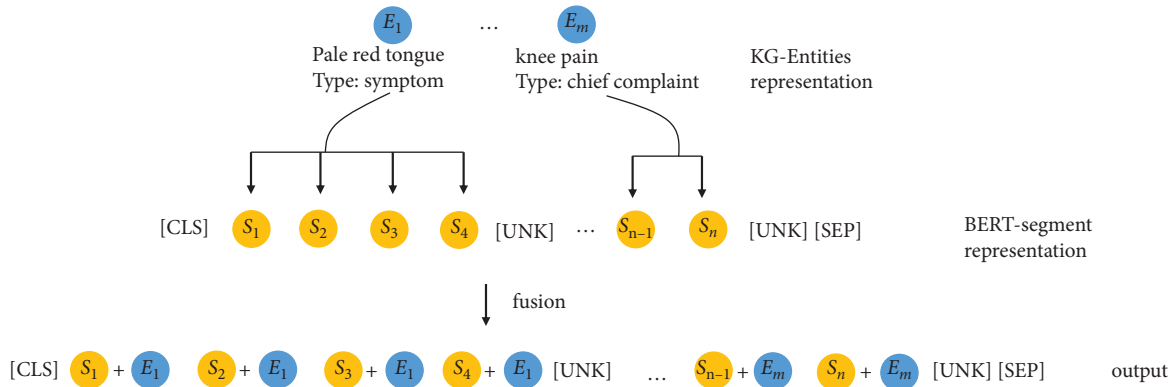 E1 … Em
Pale red tongue knee pain KG-Entities
Type: symptom Type: chief complaint representation
[CLS] S1 S2 S3 S4 [UNK] … Sn–1 Sn [UNK] [SEP] BERT-segment
representation
fusion
[CLS] S1 + E1 S2 + E1 S3 + E1 S4 + E1 [UNK] … Sn–1 + Em Sn + Em [UNK] [SEP] output